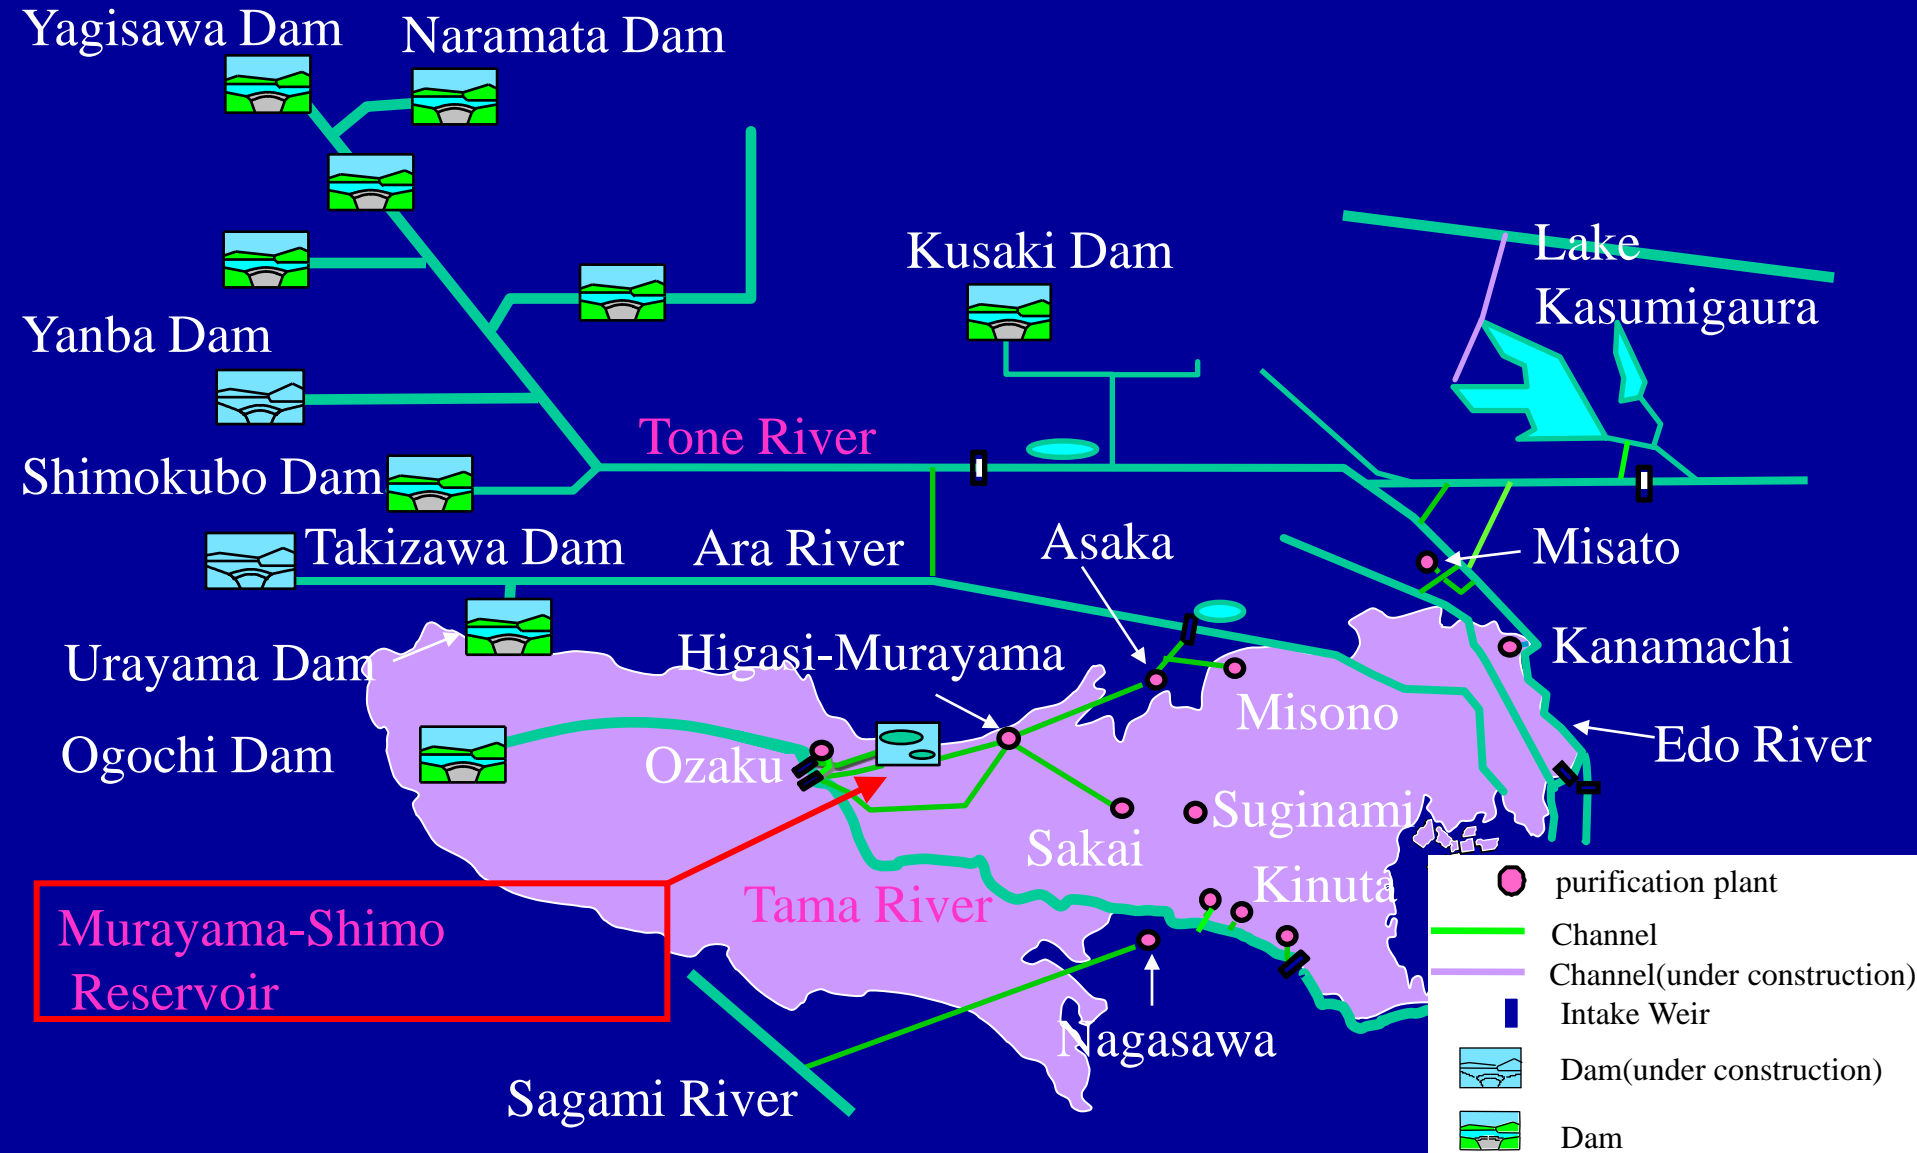 Yagisawa Dam
Naramata Dam
Kusaki Dam
Lake
Kasumigaura
Yanba Dam
Tone River
Shimokubo Dam
Takizawa Dam
Ara River
Asaka
Misato
Urayama Dam
Higasi-Murayama
Kanamachi
Misono
Ogochi Dam
Ozaku
Edo River
Suginami
Sakai
Kinuta
Tama River
Murayama-Shimo
Reservoir
Nagasawa
Sagami River
purification plant
Channel
Channel(under construction)
Intake Weir
Dam(under construction)
Dam